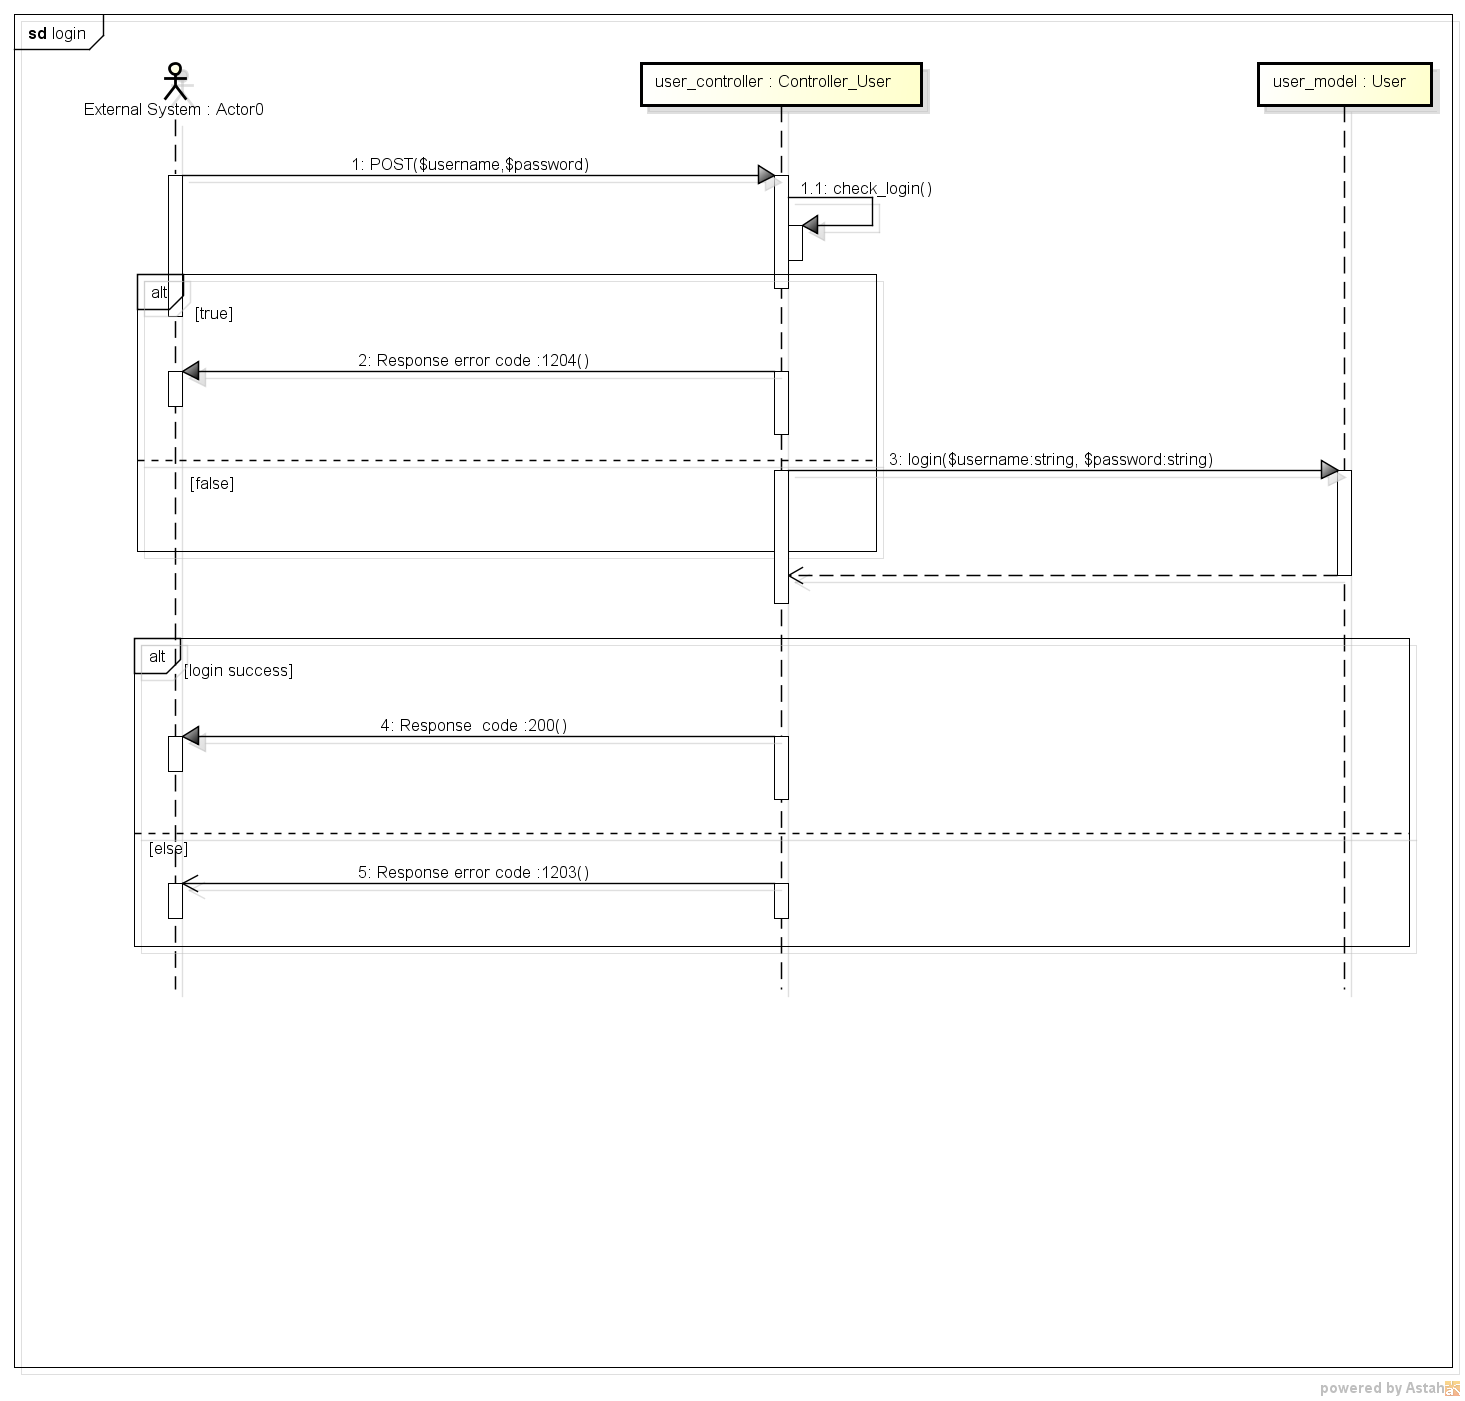 sd login
External System : Actor0
user_controller : Controller_User
user_model : User
1: POST($username,$password)
1.1: check_login()
alt
[true]
2: Response error code :1204()
3: login($username:string, $password:string)
[false]
alt
[login success]
4: Response  code :200()
[else]
5: Response error code :1203()
powered by Astah